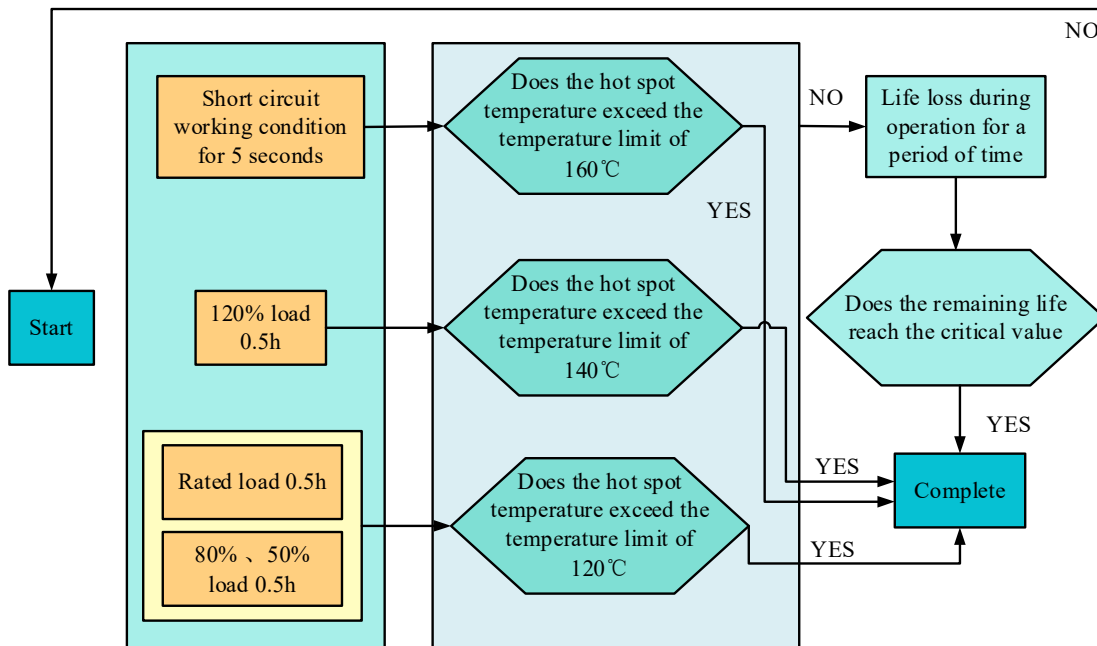 NO
Short circuit
working condition
for 5 seconds
Does the hot spot
temperature exceed the
temperature limit of
160℃
NO
Life loss during
operation for a
period of time
YES
Start
120% load
0.5h
Does the hot spot
temperature exceed the
temperature limit of
140℃
Does the remaining life
reach the critical value
YES
Rated load 0.5h
80% 、50%
load 0.5h
Does the hot spot
temperature exceed the
temperature limit of
120℃
YES
YES
Complete